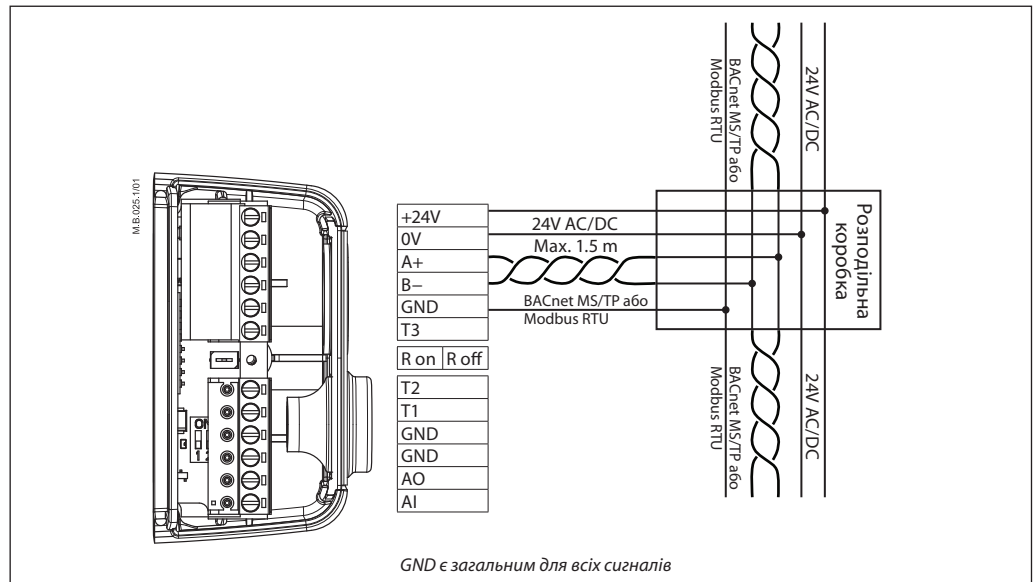 M.B.025.1/01
ON
1 2
+24V
0V
A+
B–
GND
T3
R on R off
T2
T1
GND
GND
AO
AI
24V AC/DC
Max. 1.5 m
BACnet MS/TP або
Modbus RTU
BACnet MS/TP або
Modbus RTU
24V AC/DC
Розподільна
коробка
BACnet MS/TP або
Modbus RTU
24V AC/DC
GND є загальним для всіх сигналів